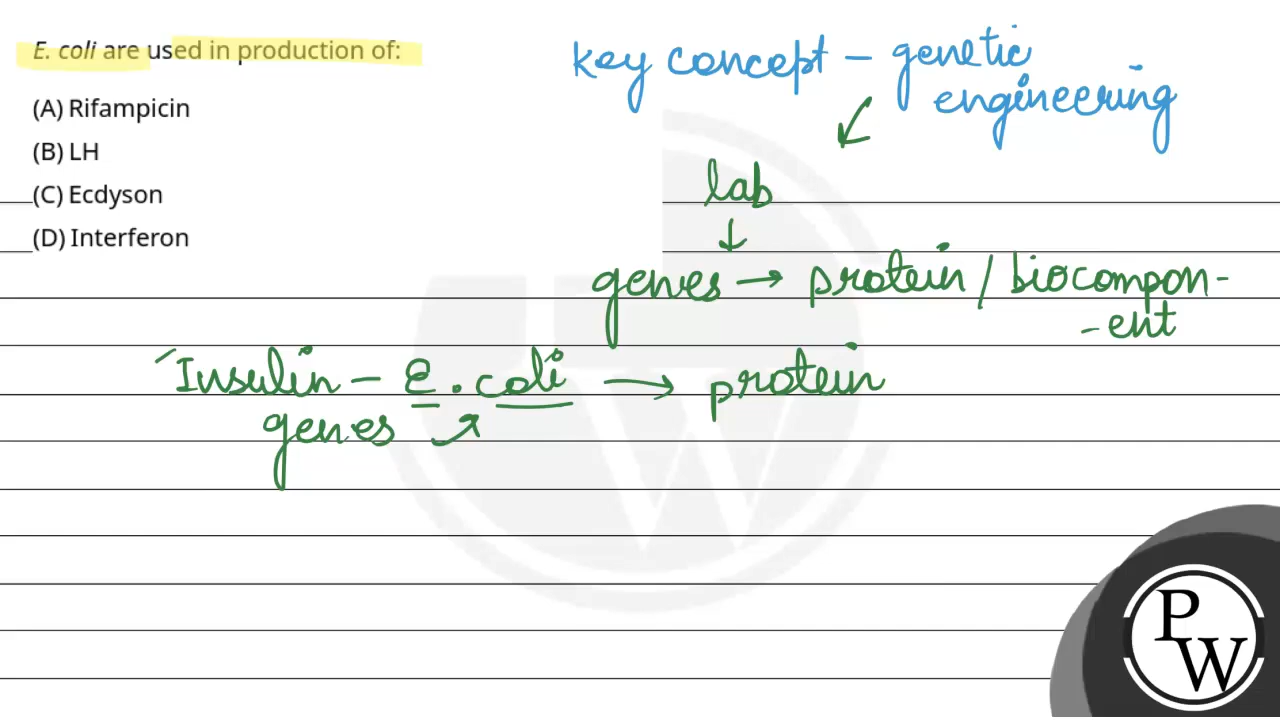 E. coli are used in production of:
(A) Rifampicin
(B) LH
(C) Ecdyson
(D) Interferon
key concept – genetic
engineering
lab
genes → protein / biocompon-
-ent
Insulin – E. coli → protein
genes
PW